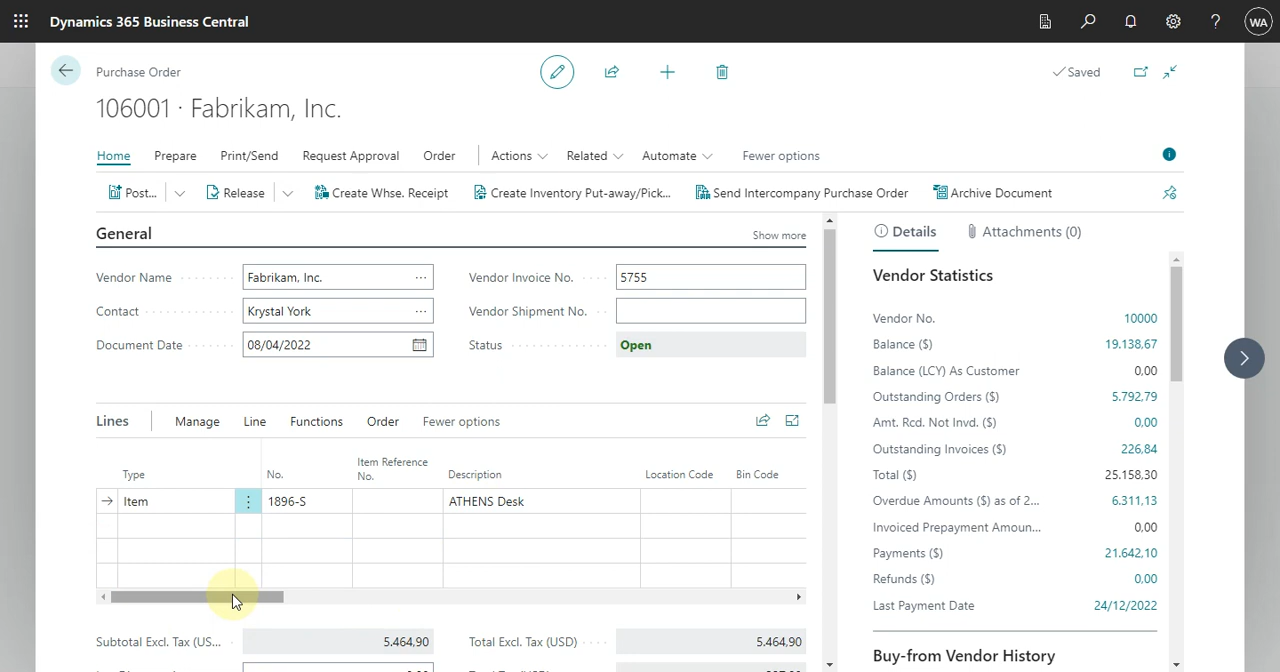 Dynamics 365 Business Central
WA
Purchase Order
✓Saved
106001 · Fabrikam, Inc.
Home Prepare Print/Send Request Approval Order Actions Related Automate Fewer options
Post... Release Create Whse. Receipt Create Inventory Put-away/Pick... Send Intercompany Purchase Order Archive Document
General
Show more
Vendor Name Fabrikam, Inc.
Contact Krystal York
Document Date 08/04/2022
Vendor Invoice No. 5755
Vendor Shipment No.
Status Open
Lines Manage Line Functions Order Fewer options
Type No. Item Reference No. Description Location Code Bin Code
Item 1896-S ATHENS Desk
Subtotal Excl. Tax (US... 5.464,90
Total Excl. Tax (USD) 5.464,90
Details Attachments (0)
Vendor Statistics
Vendor No. 10000
Balance ($) 19.138,67
Balance (LCY) As Customer 0,00
Outstanding Orders ($) 5.792,79
Amt. Rcd. Not Invd. ($) 0,00
Outstanding Invoices ($) 226,84
Total ($) 25.158,30
Overdue Amounts ($) as of 2... 6.311,13
Invoiced Prepayment Amoun... 0,00
Payments ($) 21.642,10
Refunds ($) 0,00
Last Payment Date 24/12/2022
Buy-from Vendor History